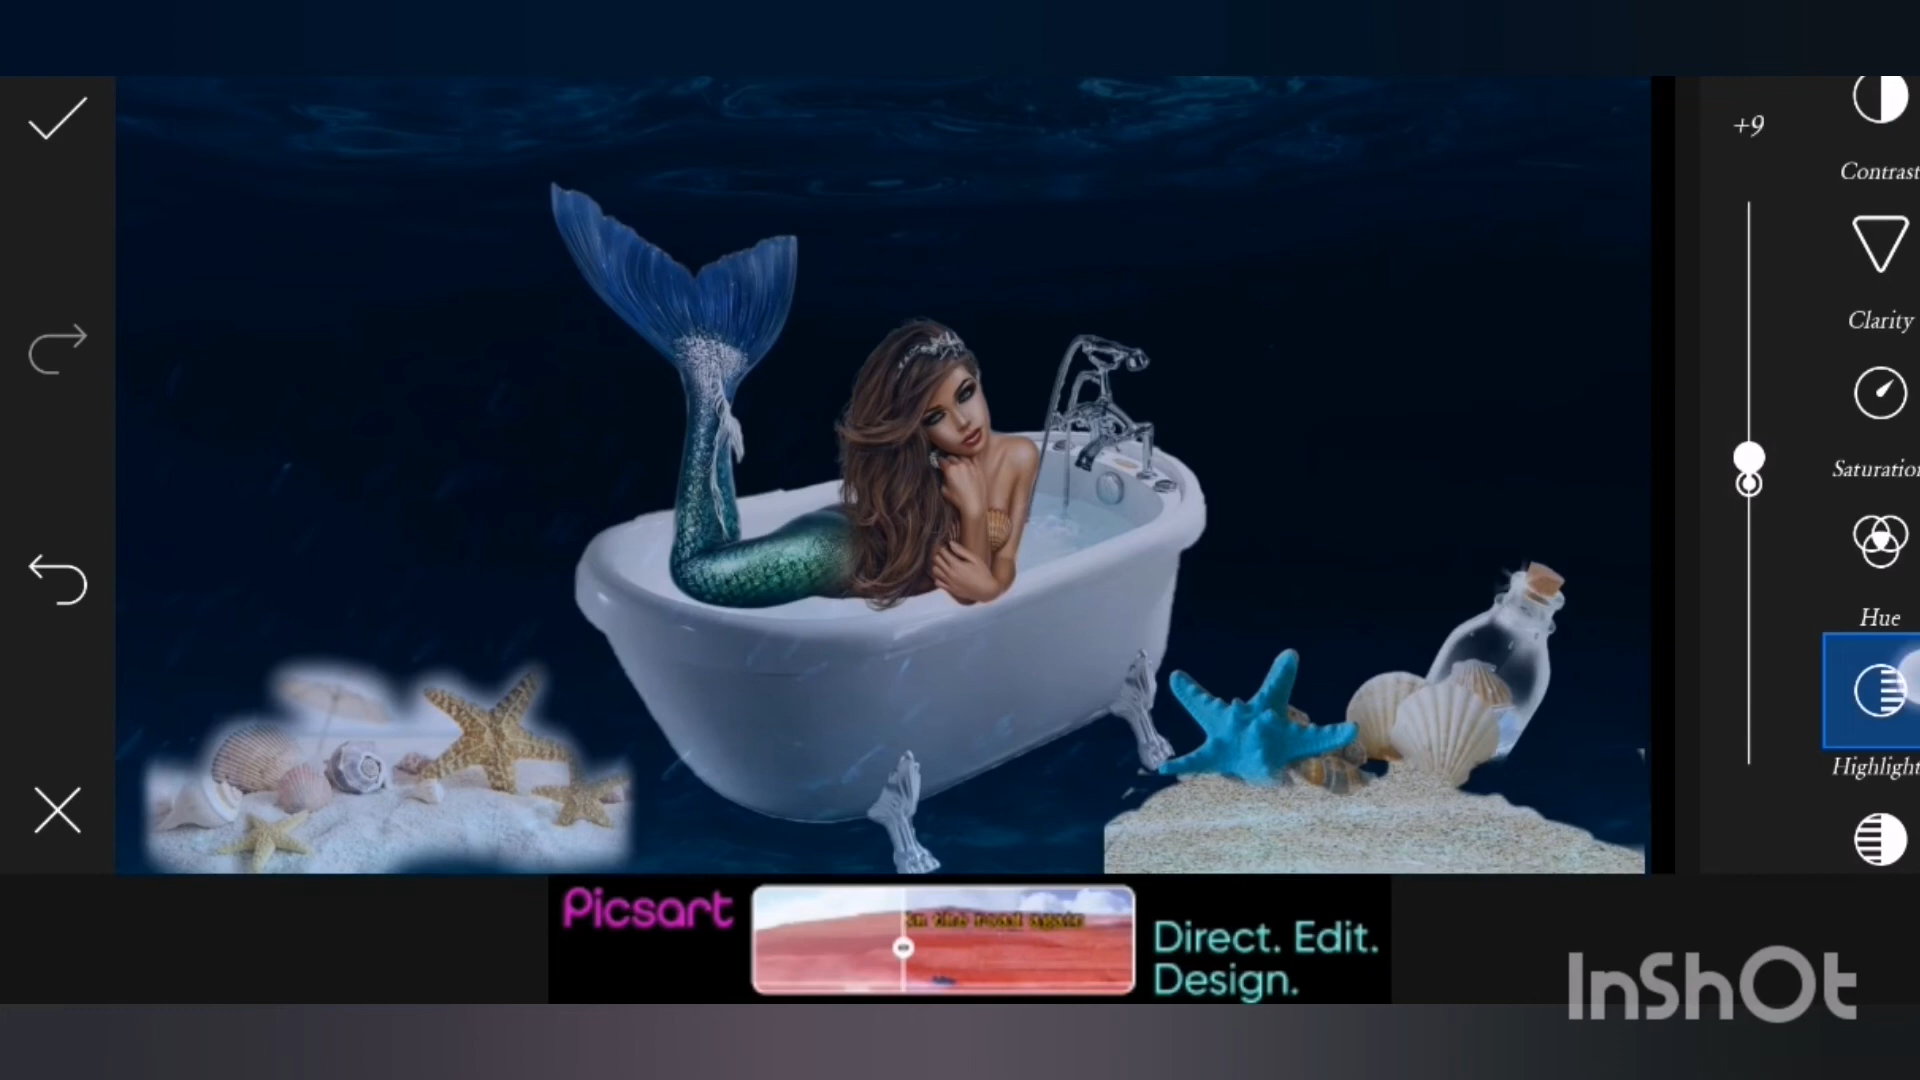 +9
Contrast
Clarity
Saturation
Hue
Highlight
Picsart
Direct. Edit.
Design.
InShOt